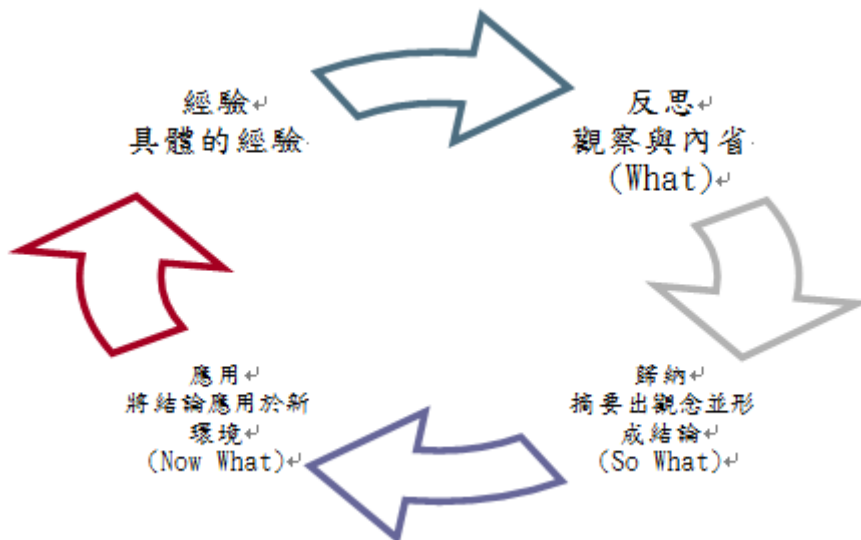 經驗↵
具體的經驗
反思↵
觀察與內省
(What)↵
歸納↵
摘要出觀念並形
成結論↵
(So What)↵
應用↵
將結論應用於新
環境↵
(Now What)↵